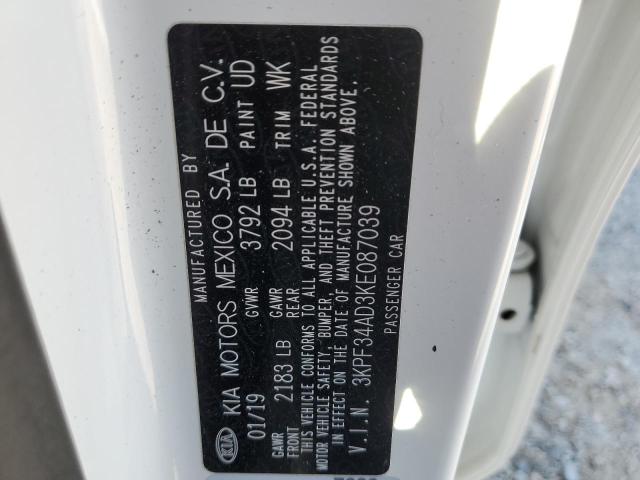 MANUFACTURED BY
KIA KIA MOTORS MEXICO S.A. DE C.V.
01/19 GVWR 3792 LB PAINT UD
GAWR FRONT 2183 LB GAWR REAR 2094 LB TRIM WK
THIS VEHICLE CONFORMS TO ALL APPLICABLE U.S.A. FEDERAL
MOTOR VEHICLE SAFETY, BUMPER, AND THEFT PREVENTION STANDARDS
IN EFFECT ON THE DATE OF MANUFACTURE SHOWN ABOVE.
V.I.N. 3KPF34AD3KE087039
PASSENGER CAR